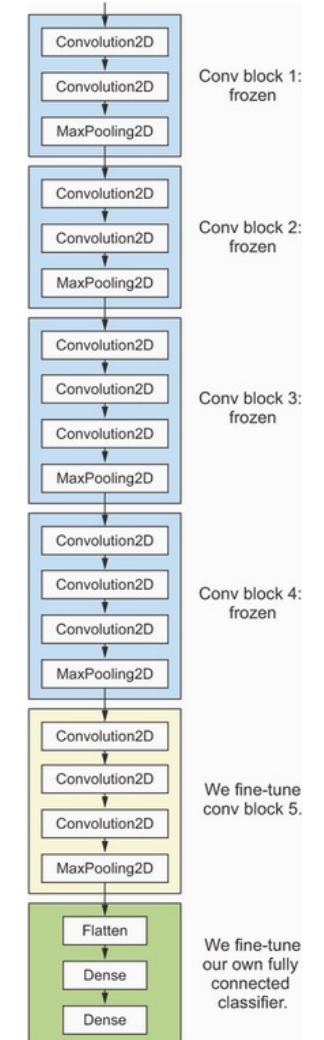 Convolution2D
Convolution2D
MaxPooling2D
Conv block 1:
frozen
Convolution2D
Convolution2D
MaxPooling2D
Conv block 2:
frozen
Convolution2D
Convolution2D
Convolution2D
MaxPooling2D
Conv block 3:
frozen
Convolution2D
Convolution2D
Convolution2D
MaxPooling2D
Conv block 4:
frozen
Convolution2D
Convolution2D
Convolution2D
MaxPooling2D
We fine-tune
conv block 5.
Flatten
Dense
Dense
We fine-tune
our own fully
connected
classifier.